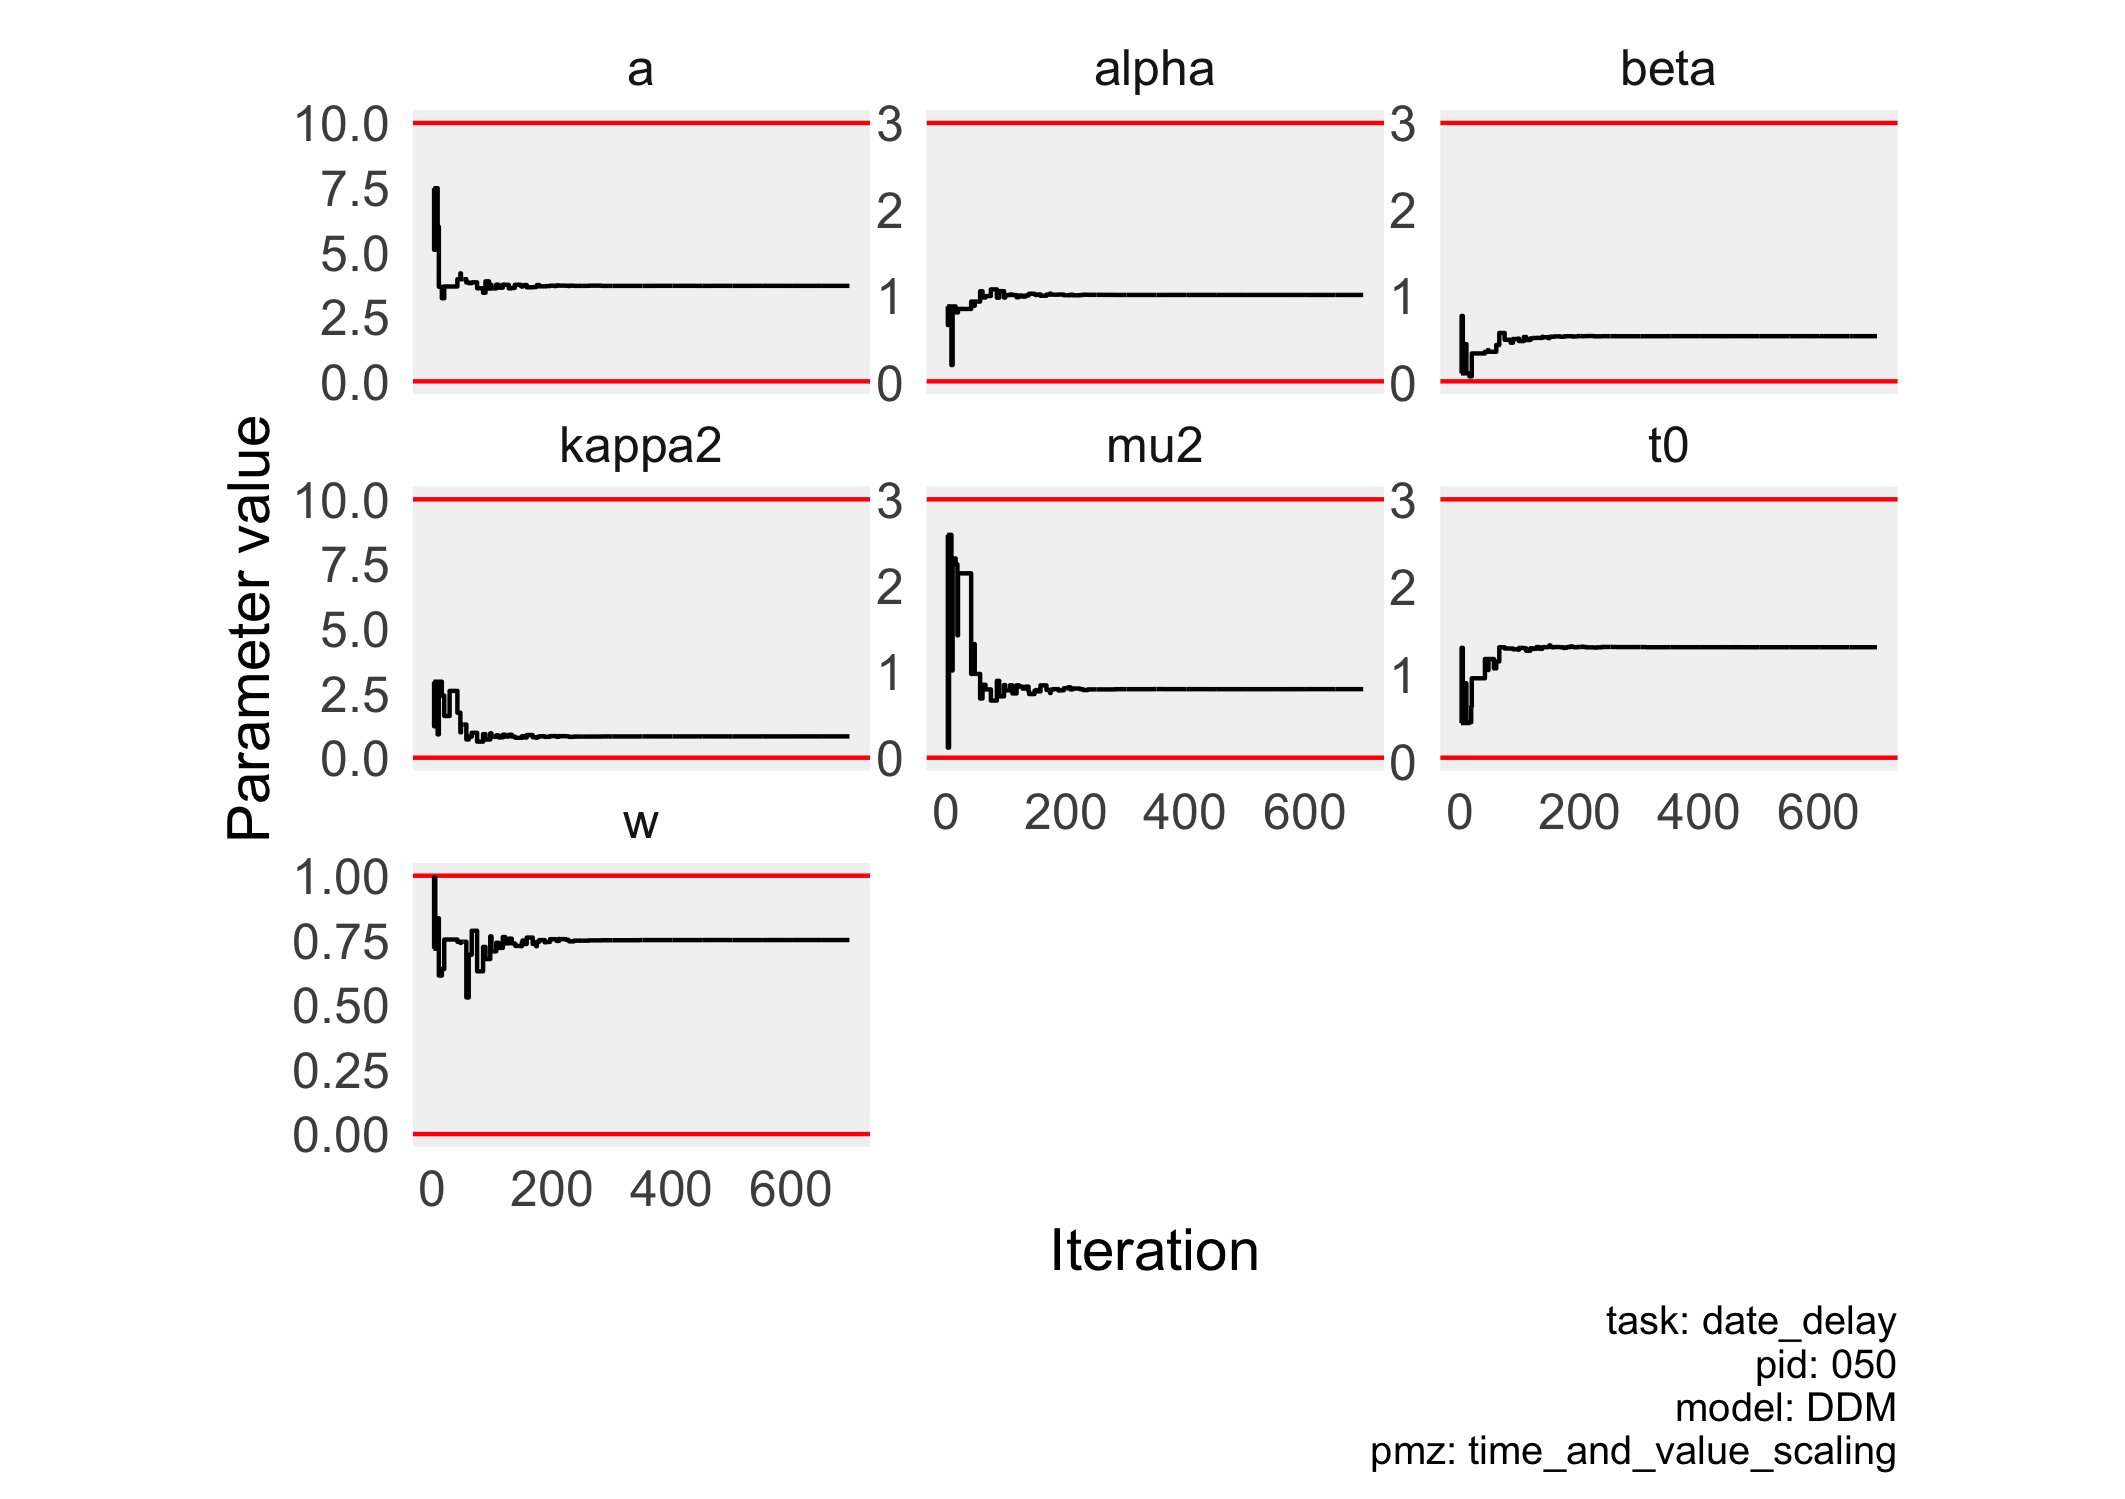 a
alpha
beta
10.0
7.5
5.0
2.5
0.0
3
2
1
0
3
2
1
0
kappa2
mu2
t0
10.0
7.5
5.0
2.5
0.0
3
2
1
0
3
2
1
0
0 200 400 600
0 200 400 600
w
1.00
0.75
0.50
0.25
0.00
0 200 400 600
Parameter value
Iteration
task: date_delay
pid: 050
model: DDM
pmz: time_and_value_scaling